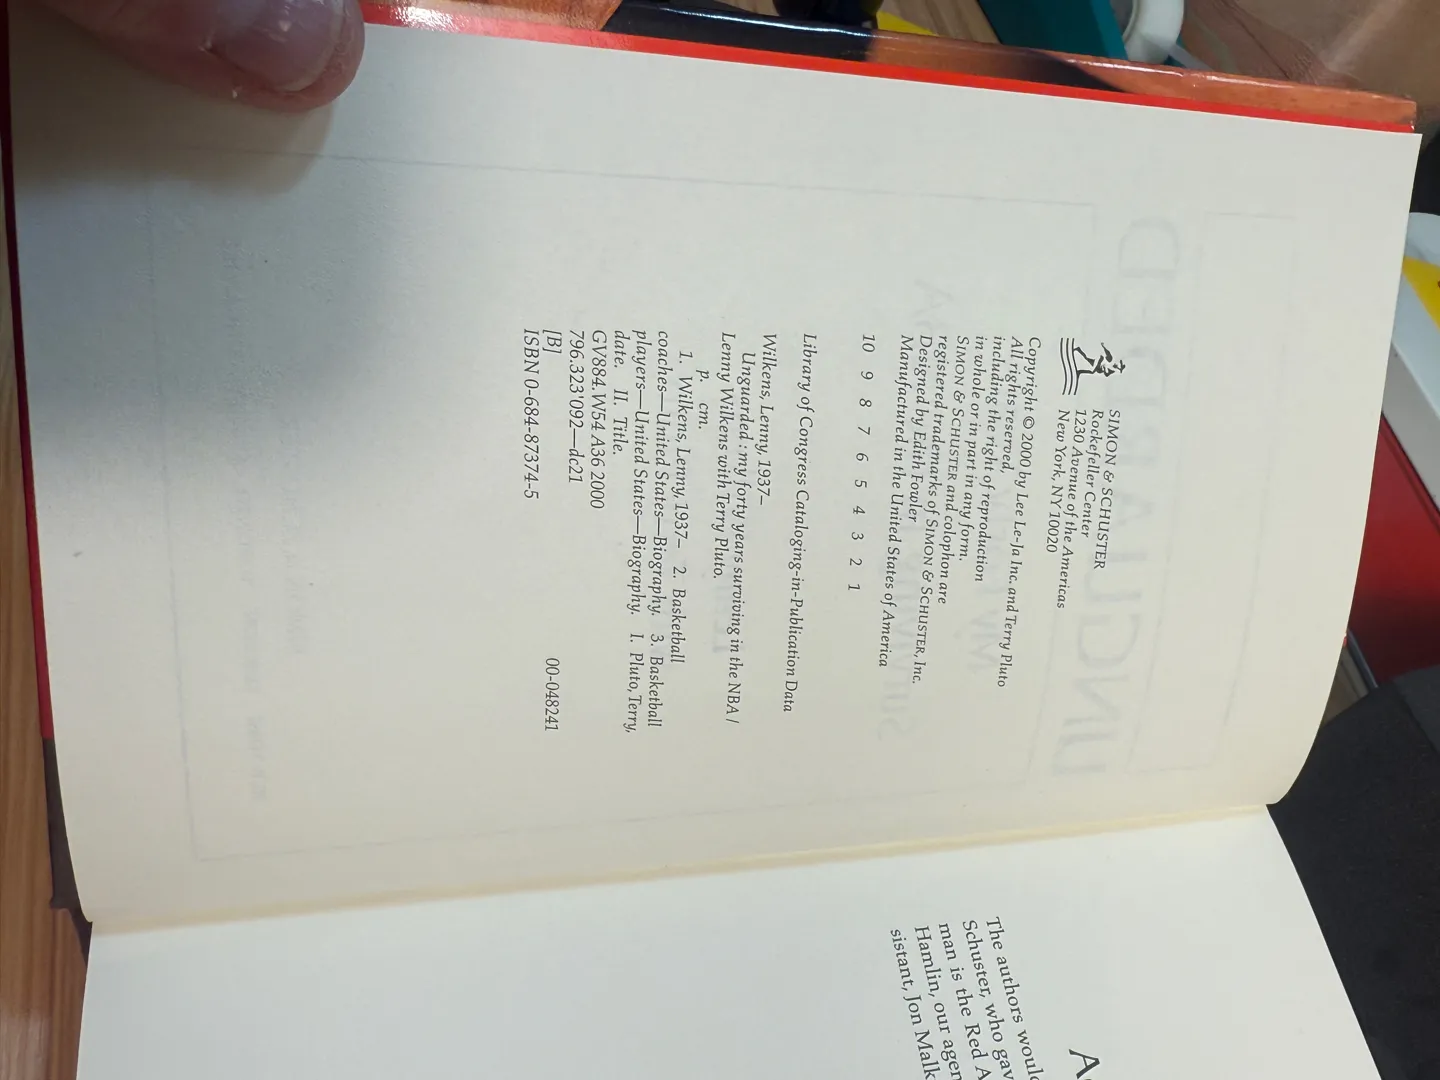 SIMON & SCHUSTER
Rockefeller Center
1230 Avenue of the Americas
New York, NY 10020
Copyright © 2000 by Lee Le-Ja Inc. and Terry Pluto
All rights reserved,
including the right of reproduction
in whole or in part in any form.
SIMON & SCHUSTER and colophon are
registered trademarks of SIMON & SCHUSTER, Inc.
Designed by Edith Fowler
Manufactured in the United States of America
10 9 8 7 6 5 4 3 2 1
Library of Congress Cataloging-in-Publication Data
Wilkens, Lenny, 1937–
Unguarded : my forty years surviving in the NBA /
Lenny Wilkens with Terry Pluto.
p. cm.
1. Wilkens, Lenny, 1937– 2. Basketball
coaches—United States—Biography. 3. Basketball
players—United States—Biography. I. Pluto, Terry,
date. II. Title.
GV884.W54 A36 2000
796.323'092—dc21
[B] 00-048241
ISBN 0-684-87374-5
The authors would
Schuster, who gav
man is the Red A
Hamlin, our agen
sistant, Jon Malk